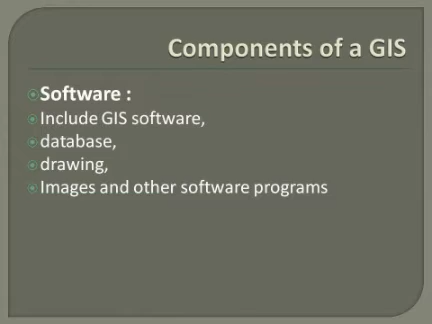 Components of a GIS
Software :
Include GIS software,
database,
drawing,
Images and other software programs